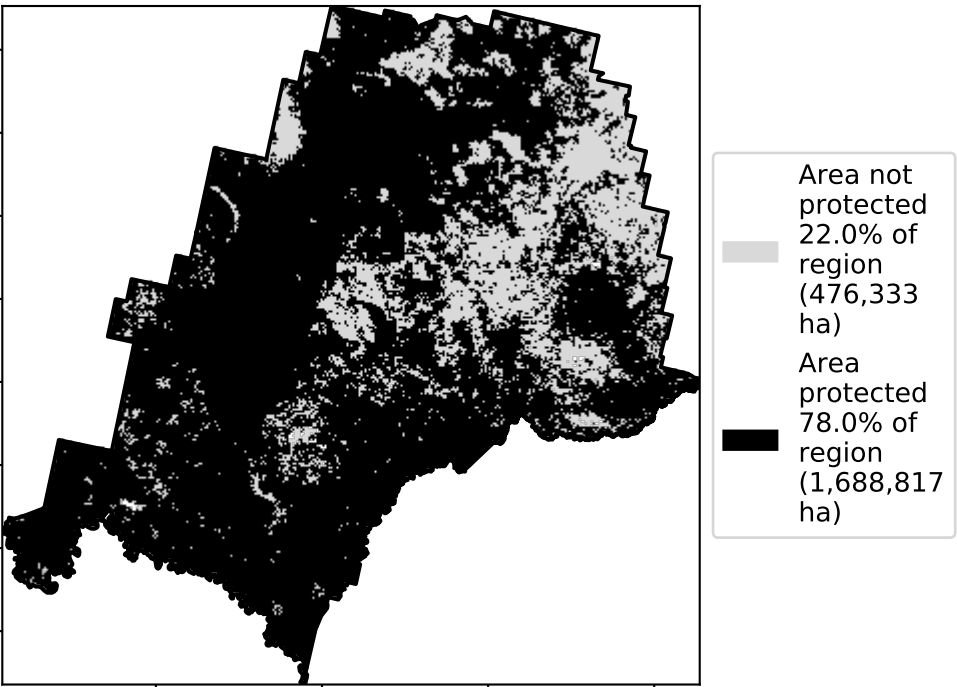 Area not
protected
22.0% of
region
(476,333
ha)
Area
protected
78.0% of
region
(1,688,817
ha)